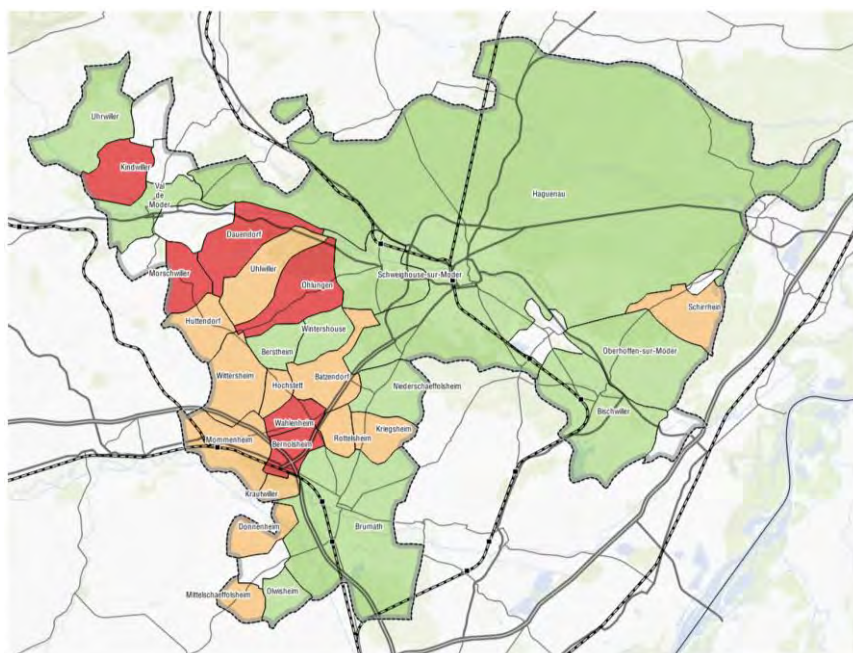 Uhrwiller
Kindwiller
Val
de
Moder
Haguenau
Dauendorf
Morschwiller
Uhlwiller
Ohlungen
Schweighouse-sur-Moder
Schirrhein
Huttendorf
Wintershouse
Berstheim
Oberhoffen-sur-Moder
Wittersheim
Hochstett
Batzendorf
Niederschaeffolsheim
Bischwiller
Wahlenheim
Kriegsheim
Mommenheim
Bernolsheim
Rottelsheim
Krautwiller
Donnenheim
Brumath
Mittelschaeffolsheim
Olwisheim